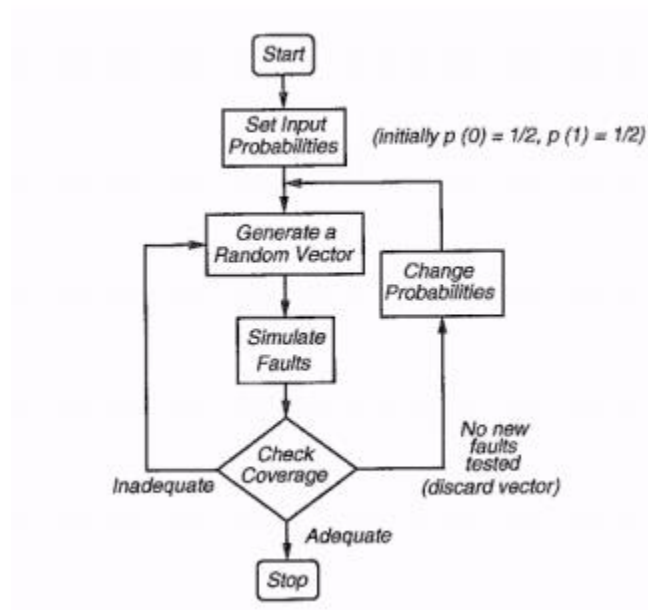 Start
Set Input
Probabilities
(initially p (0) = 1/2, p (1) = 1/2)
Generate a
Random Vector
Change
Probabilities
Simulate
Faults
Check
Coverage
No new
faults
tested
(discard vector)
Inadequate
Adequate
Stop